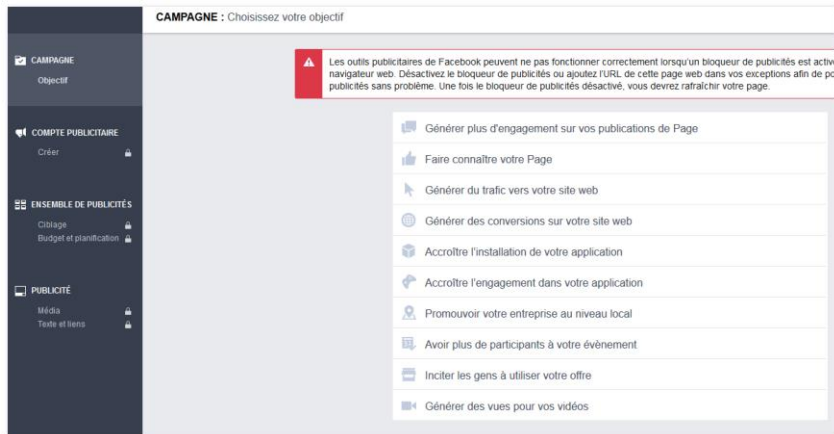 CAMPAGNE : Choisissez votre objectif
CAMPAGNE
Objectif
COMPTE PUBLICITAIRE
Créer
ENSEMBLE DE PUBLICITÉS
Ciblage
Budget et planification
PUBLICITÉ
Média
Texte et liens
Les outils publicitaires de Facebook peuvent ne pas fonctionner correctement lorsqu'un bloqueur de publicités est activ
navigateur web. Désactivez le bloqueur de publicités ou ajoutez l'URL de cette page web dans vos exceptions afin de po
publicités sans problème. Une fois le bloqueur de publicités désactivé, vous devrez rafraîchir votre page.
Générer plus d'engagement sur vos publications de Page
Faire connaître votre Page
Générer du trafic vers votre site web
Générer des conversions sur votre site web
Accroître l'installation de votre application
Accroître l'engagement dans votre application
Promouvoir votre entreprise au niveau local
Avoir plus de participants à votre évènement
Inciter les gens à utiliser votre offre
Générer des vues pour vos vidéos